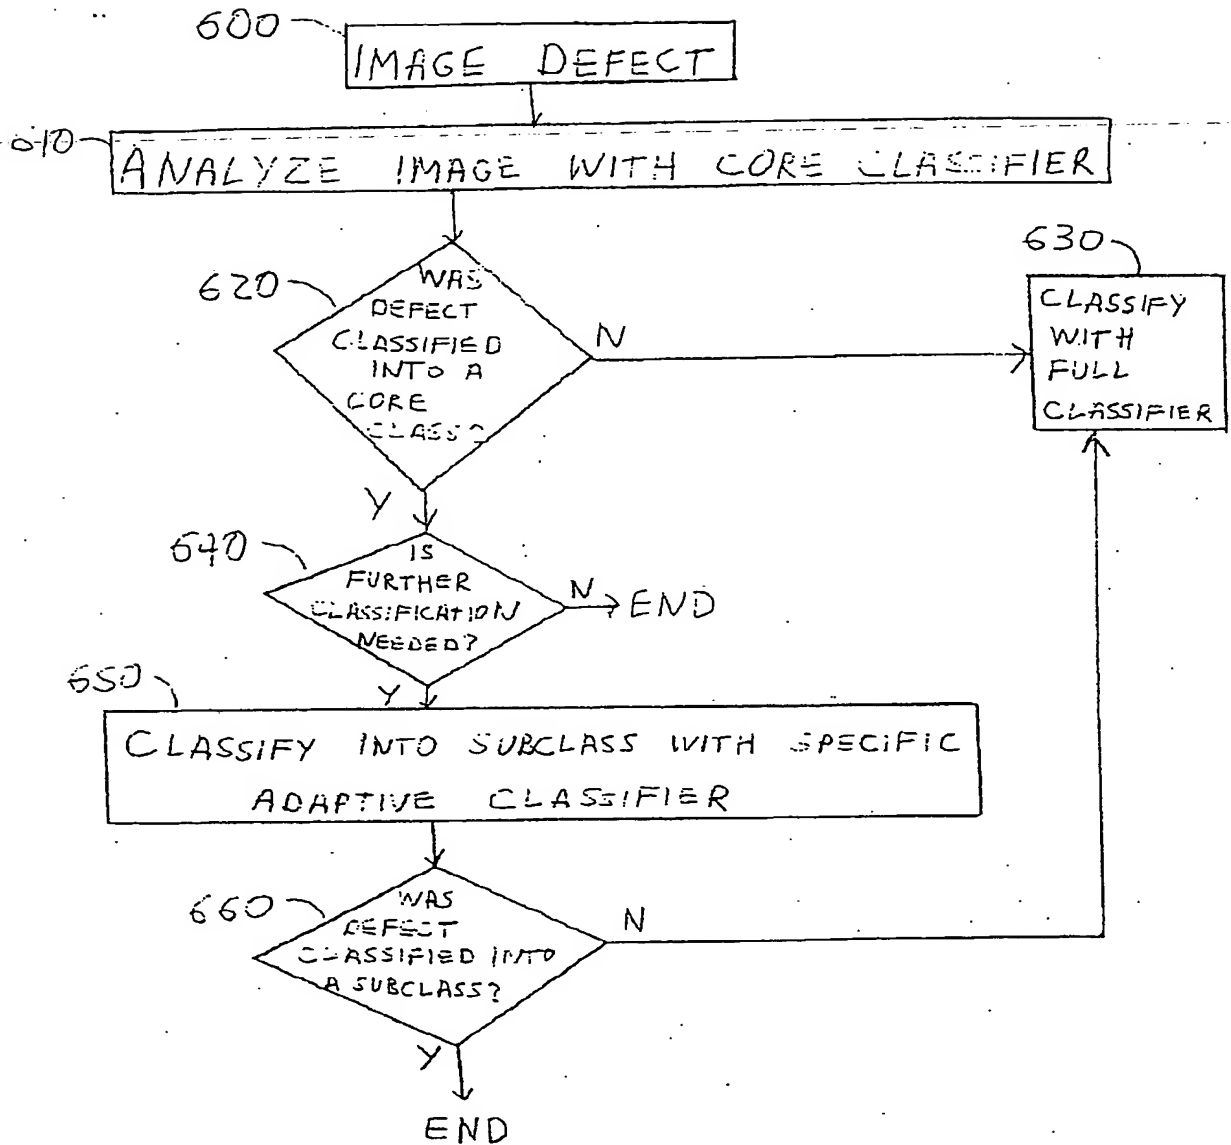 600
IMAGE DEFECT
610
ANALYZE IMAGE WITH CORE CLASSIFIER
620
WAS
DEFECT
CLASSIFIED
INTO A
CORE
CLASS?
N
630
CLASSIFY
WITH
FULL
CLASSIFIER
Y
640
IS
FURTHER
CLASSIFICATION
NEEDED?
N
END
Y
650
CLASSIFY INTO SUBCLASS WITH SPECIFIC
ADAPTIVE CLASSIFIER
660
WAS
DEFECT
CLASSIFIED INTO
A SUBCLASS?
N
Y
END